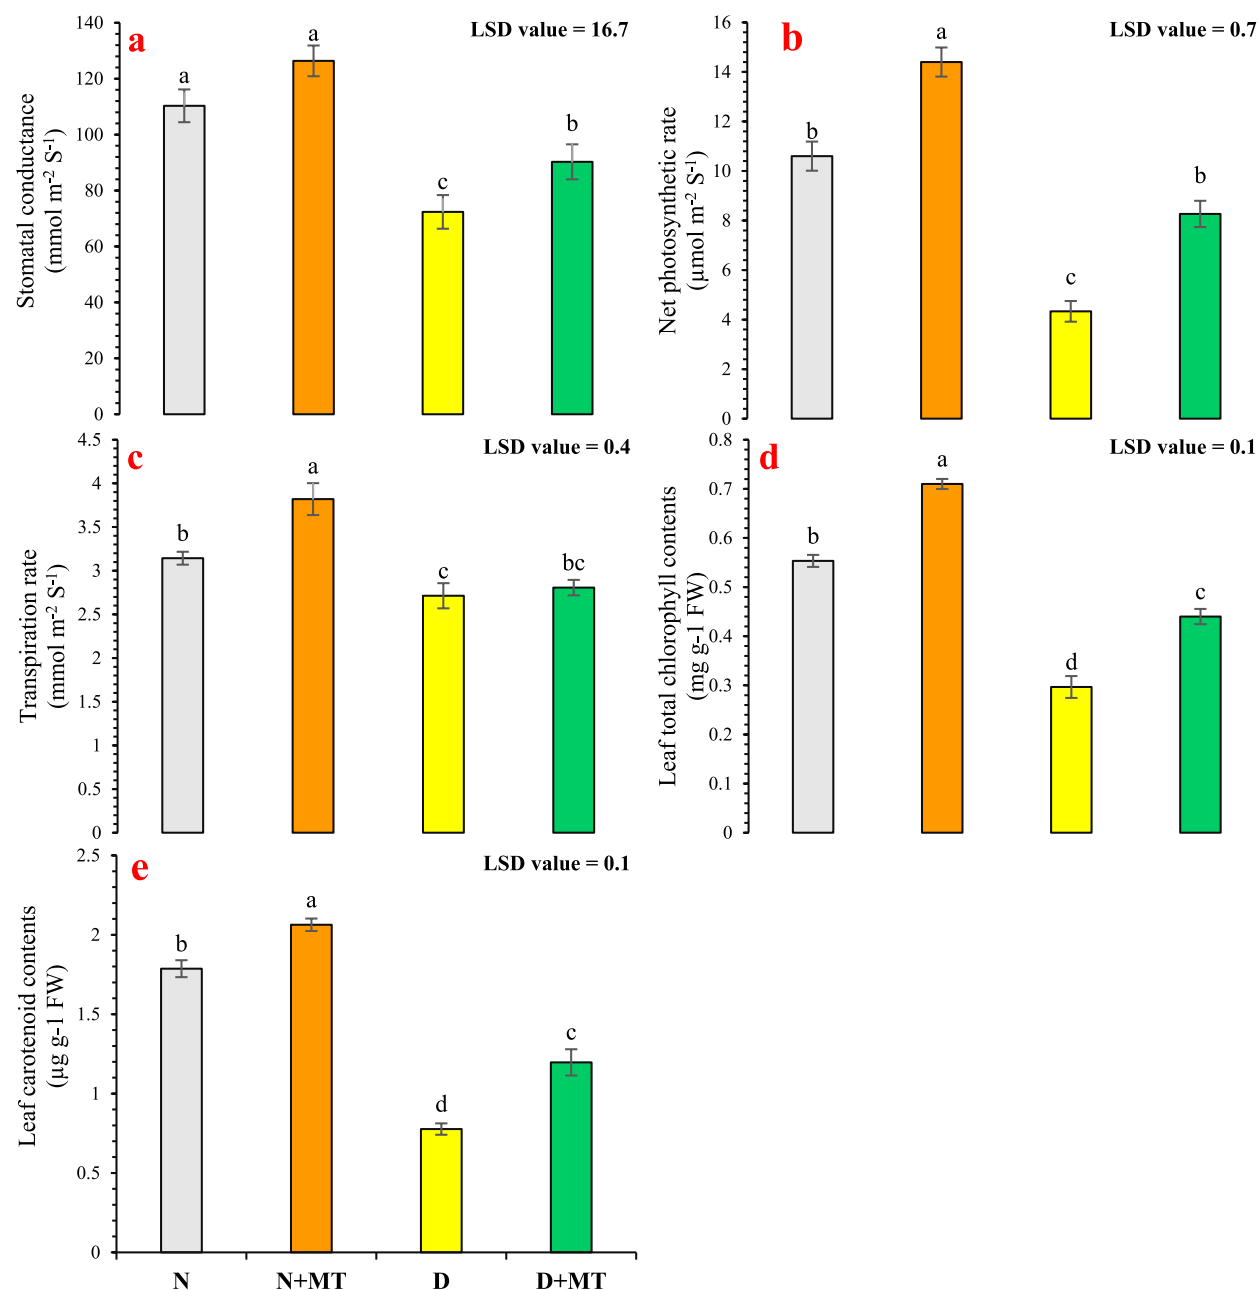 a
LSD value = 16.7
Stomatal conductance
(mmol m-2 S-1)
140
120
100
80
60
40
20
0
a
a
c
b
b
LSD value = 0.7
Net photosynthetic rate
(μmol m-2 S-1)
16
14
12
10
8
6
4
2
0
b
a
c
b
c
LSD value = 0.4
Transpiration rate
(mmol m-2 S-1)
4.5
4
3.5
3
2.5
2
1.5
1
0.5
0
b
a
c
bc
d
LSD value = 0.1
Leaf total chlorophyll contents
(mg g-1 FW)
0.8
0.7
0.6
0.5
0.4
0.3
0.2
0.1
0
b
a
d
c
e
LSD value = 0.1
Leaf carotenoid contents
(μg g-1 FW)
2.5
2
1.5
1
0.5
0
b
a
d
c
N N+MT D D+MT